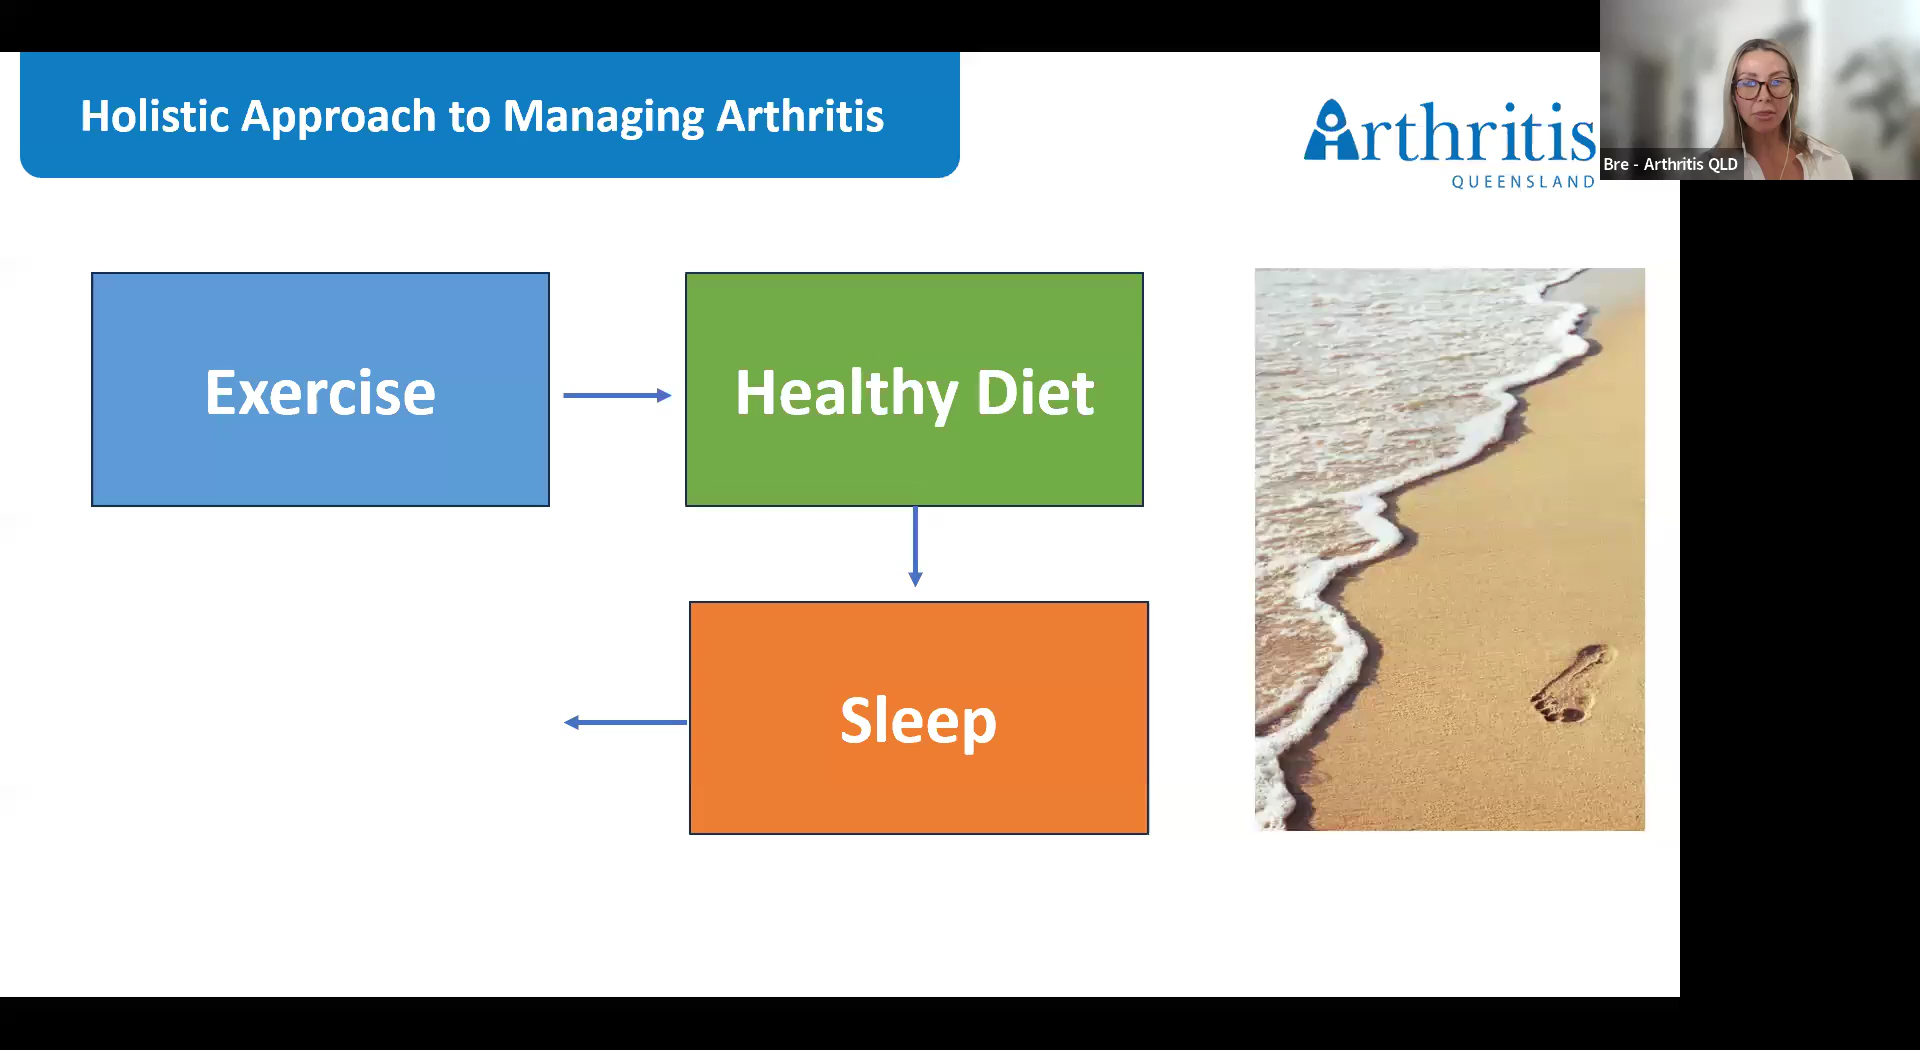 Holistic Approach to Managing Arthritis
Arthritis
QUEENSLAND
Bre - Arthritis QLD
Exercise
Healthy Diet
Sleep